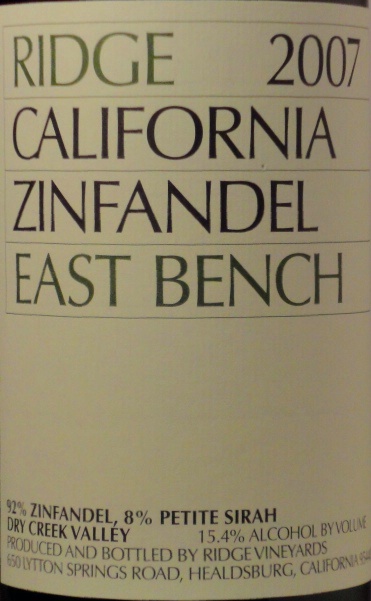 RIDGE 2007
CALIFORNIA
ZINFANDEL
EAST BENCH
92% ZINFANDEL, 8% PETITE SIRAH
DRY CREEK VALLEY 15.4% ALCOHOL BY VOLUME
PRODUCED AND BOTTLED BY RIDGE VINEYARDS
650 LYTTON SPRINGS ROAD, HEALDSBURG, CALIFORNIA